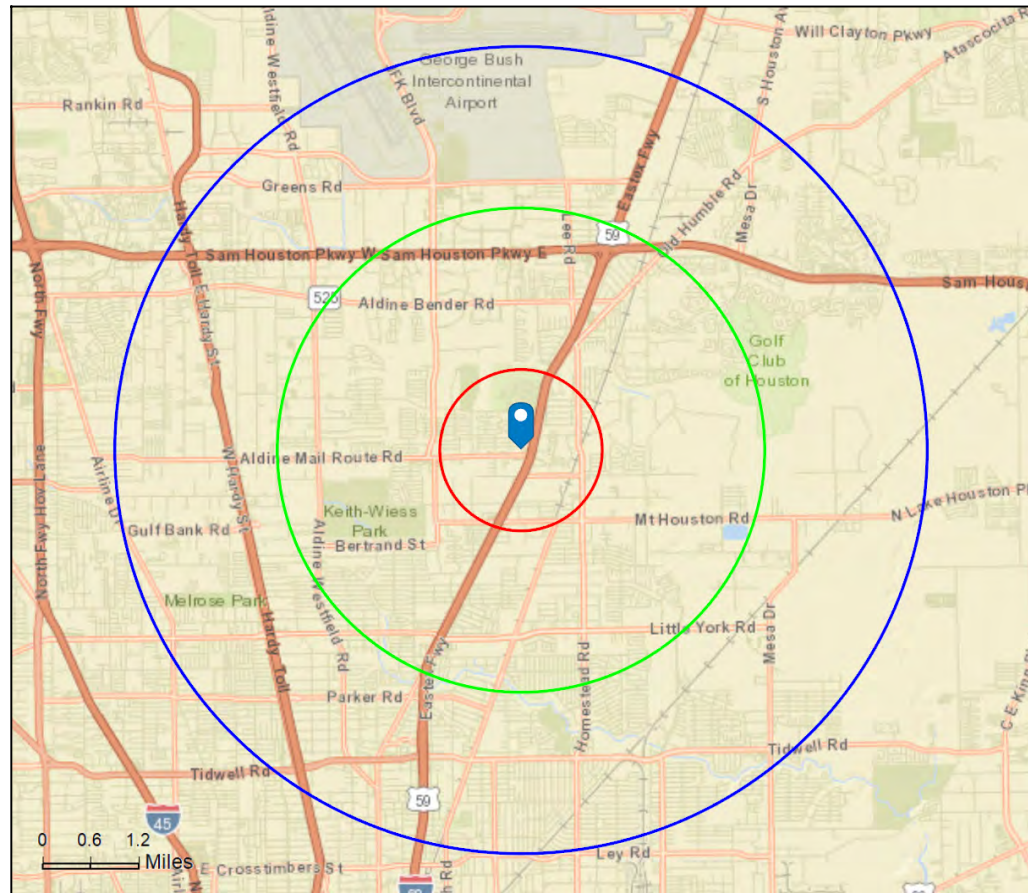 Will Clayton Pkwy
Atascocita R
S Houston Av
Aldine Westfield Rd
FK Blvd
George Bush
Intercontinental
Airport
Rankin Rd
Eastex Fwy
Greens Rd
Old Humble Rd
Mesa Dr
Lee Rd
59
Hardy Toll
Sam Houston Pkwy W
Sam Houston Pkwy E
Sam Hous
North Fwy
E Hardy St
525
Aldine Bender Rd
Golf
Club
of Houston
North Fwy Hov Lane
Airline Dr
W Hardy St
Aldine Mail Route Rd
Keith-Wiess
Park
Gulf Bank Rd
Bertrand St
Mt Houston Rd
N Lake Houston P
Aldine Westfield Rd
Melrose Park
Hardy Toll
Little York Rd
Mesa Dr
Eastex Fwy
Homestead Rd
Parker Rd
C E King
Tidwell Rd
Tidwell Rd
59
45
0 0.6 1.2
Miles
E Crosstimbers St
Ley Rd
h Rd